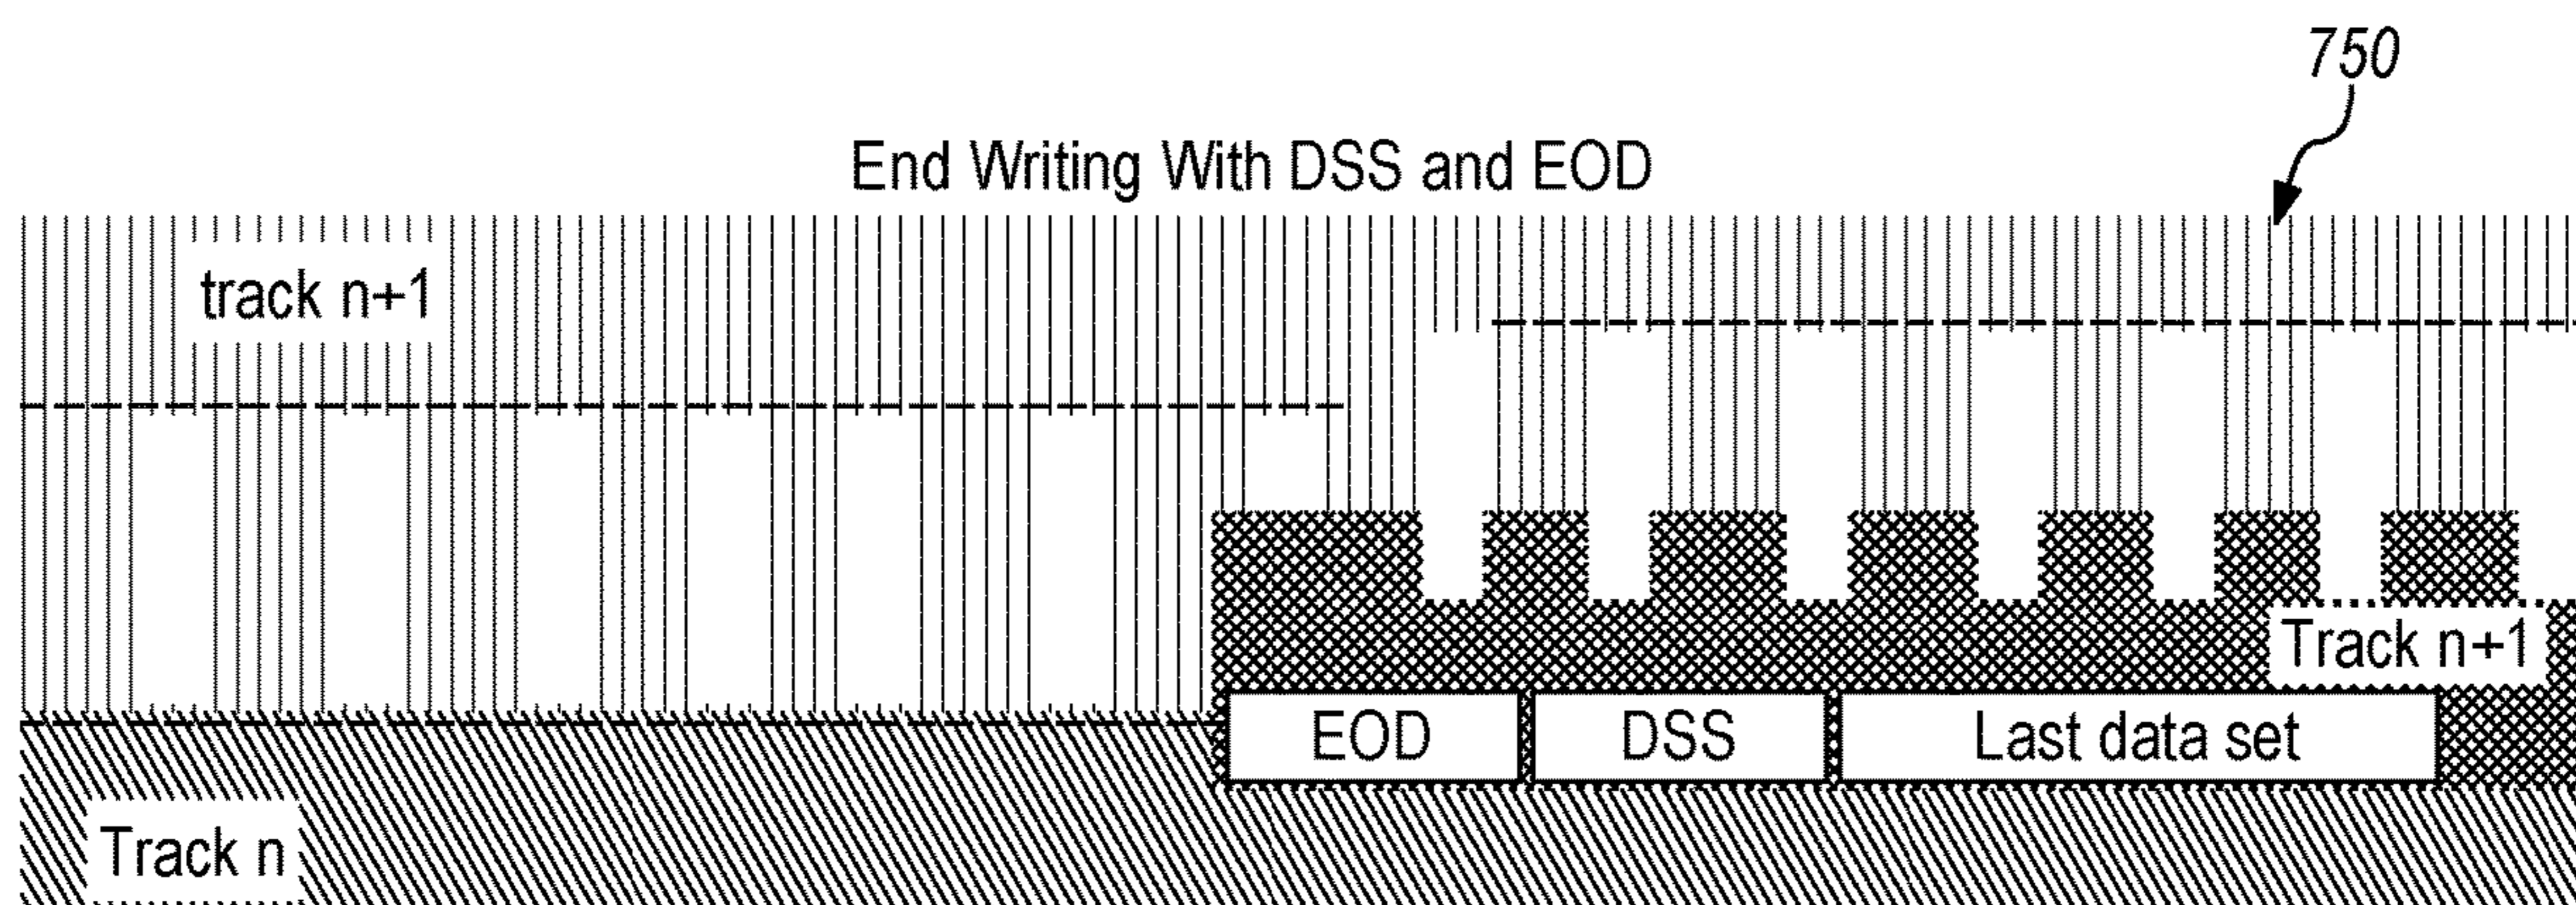 750
End Writing With DSS and EOD
track n+1
Track n+1
EOD DSS Last data set
Track n